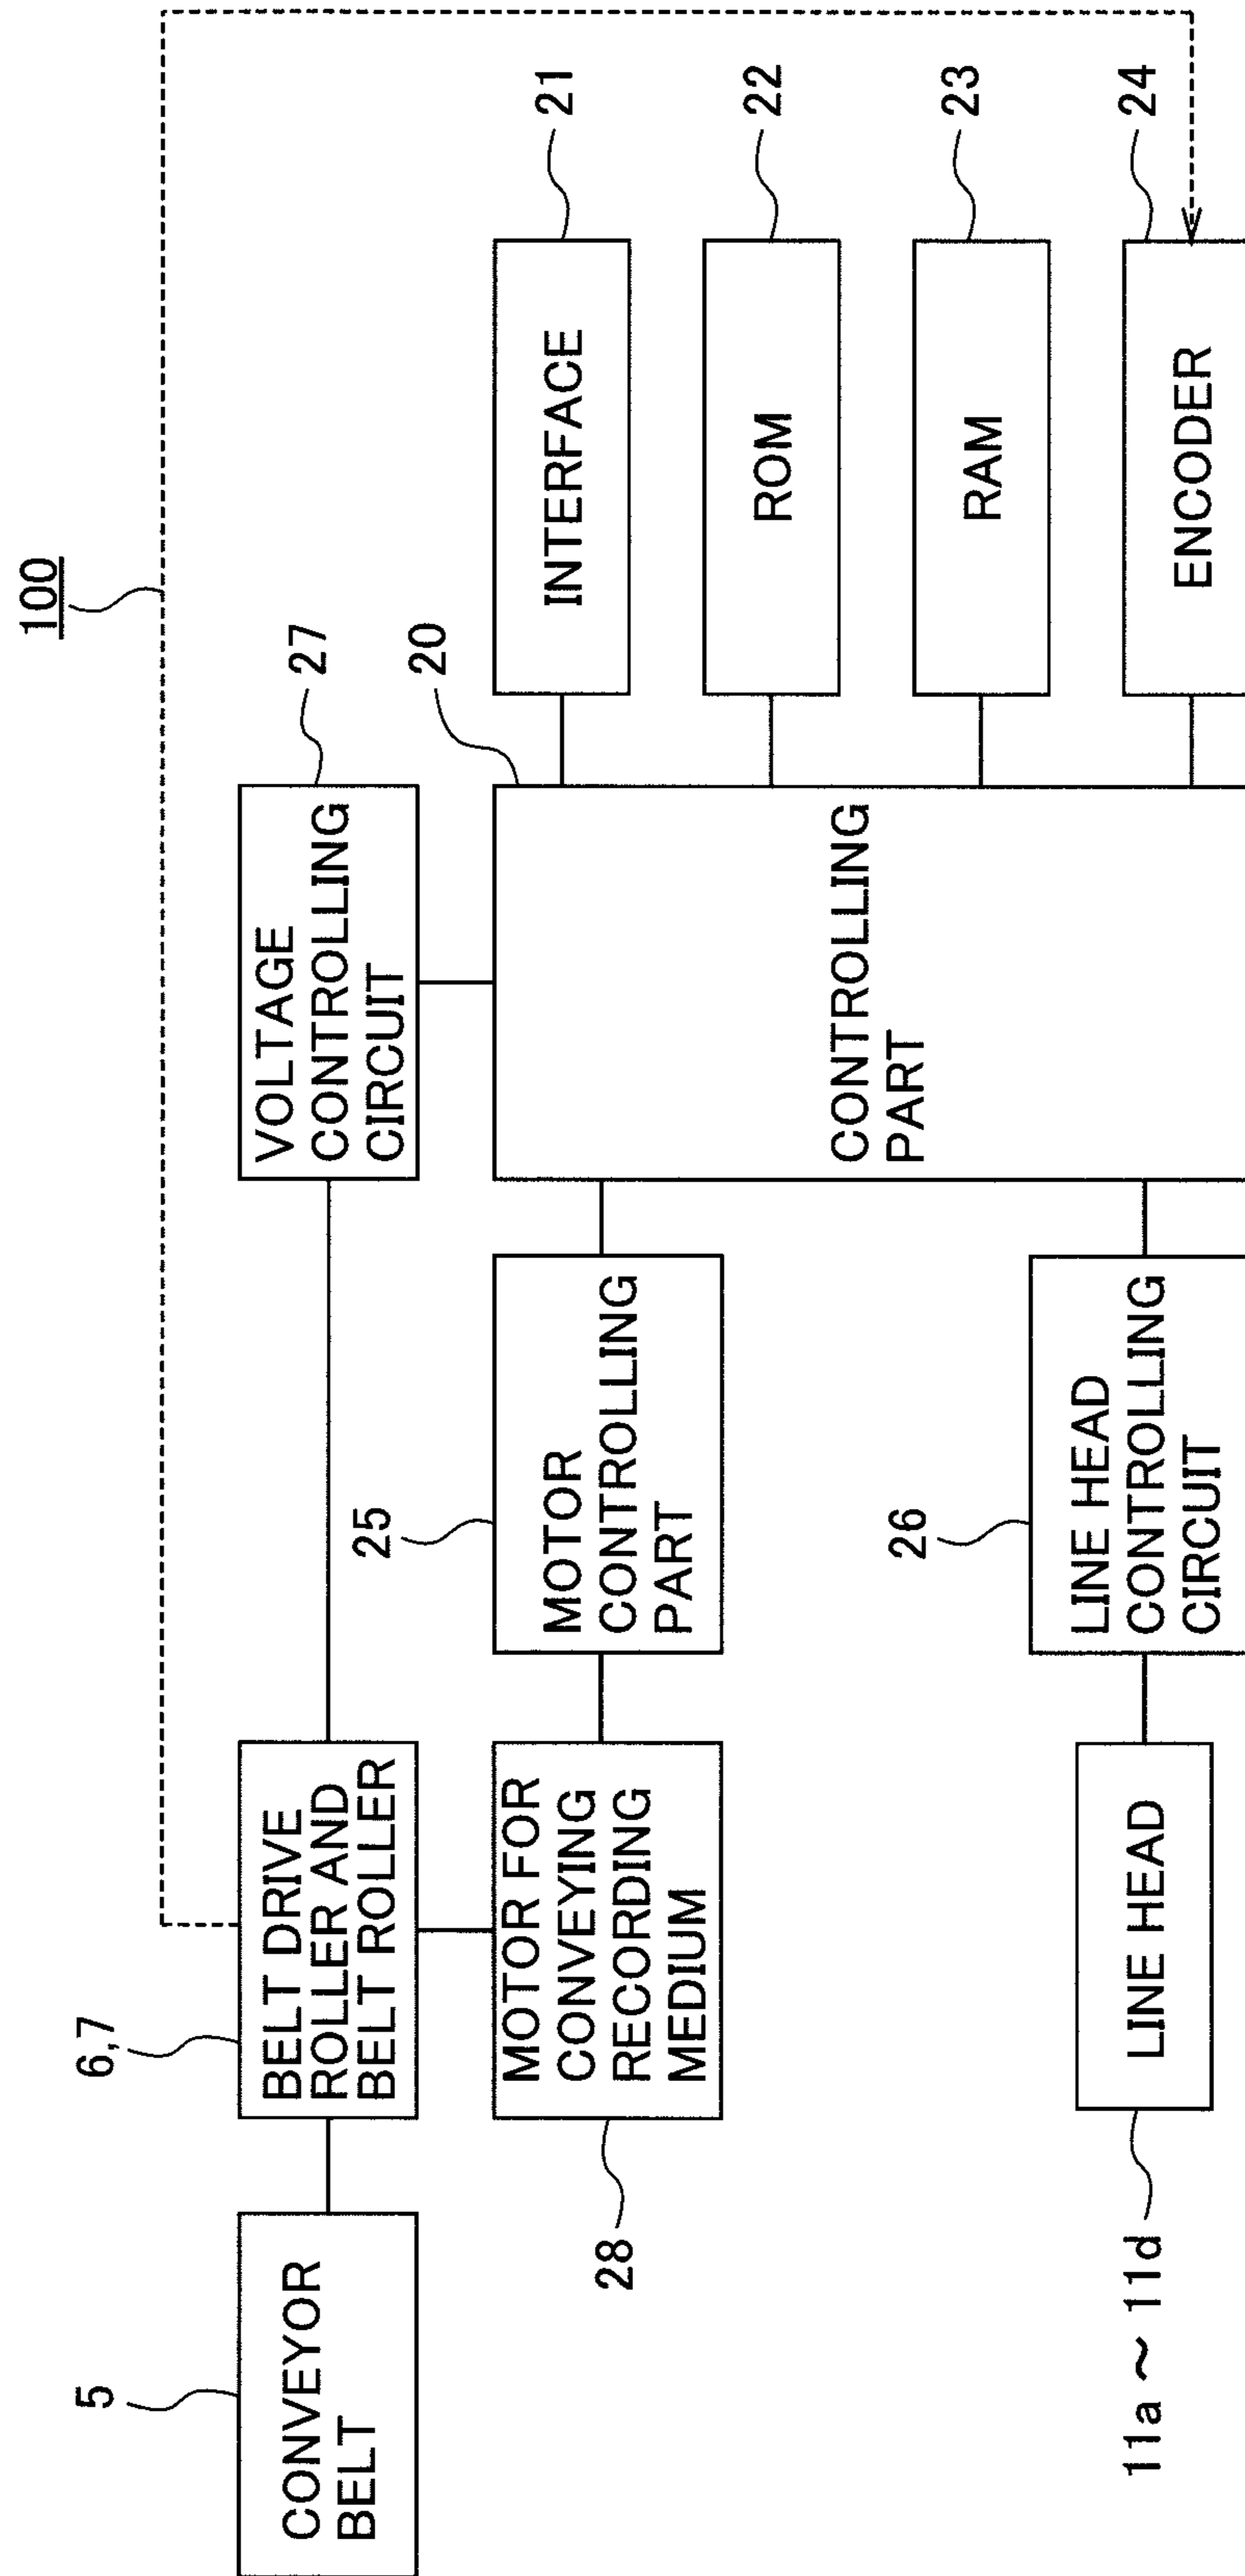 100
5
CONVEYOR
BELT
6,7
BELT DRIVE
ROLLER AND
BELT ROLLER
27
VOLTAGE
CONTROLLING
CIRCUIT
28
MOTOR FOR
CONVEYING
RECORDING
MEDIUM
25
MOTOR
CONTROLLING
PART
20
CONTROLLING
PART
21
INTERFACE
22
ROM
23
RAM
24
ENCODER
11a ~ 11d
LINE HEAD
26
LINE HEAD
CONTROLLING
CIRCUIT